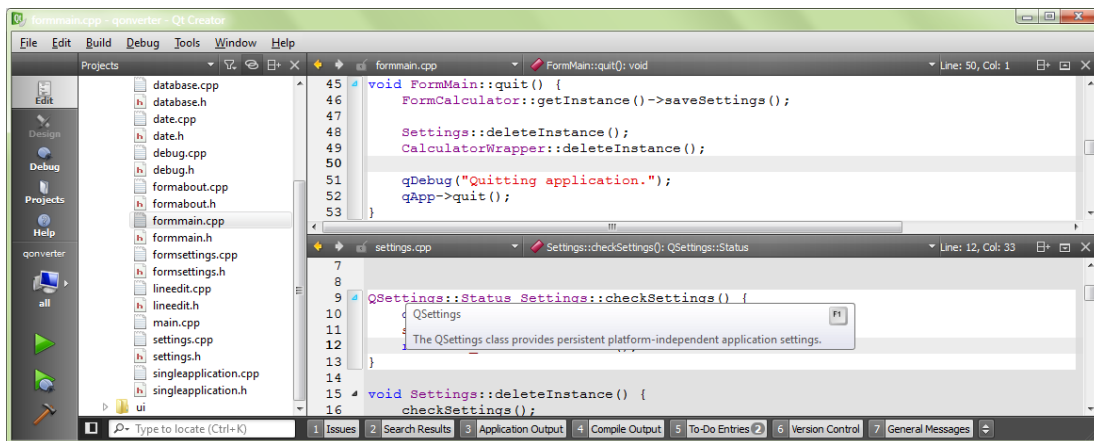 formmain.cpp - qonverter - Qt Creator
File Edit Build Debug Tools Window Help
Projects
formmain.cpp
FormMain::quit(): void
Line: 50, Col: 1
Edit
Design
Debug
Projects
Help
qonverter
all
database.cpp
database.h
date.cpp
date.h
debug.cpp
debug.h
formabout.cpp
formabout.h
formmain.cpp
formmain.h
formsettings.cpp
formsettings.h
lineedit.cpp
lineedit.h
main.cpp
settings.cpp
settings.h
singleapplication.cpp
singleapplication.h
ui
45 void FormMain::quit() {
46 FormCalculator::getInstance()->saveSettings();
47
48 Settings::deleteInstance();
49 CalculatorWrapper::deleteInstance();
50
51 qDebug("Quitting application.");
52 qApp->quit();
53 }
settings.cpp
Settings::checkSettings(): QSettings::Status
Line: 12, Col: 33
7
8
9 QSettings::Status Settings::checkSettings() {
10
QSettings
F1
11
The QSettings class provides persistent platform-independent application settings.
12
13 }
14
15 void Settings::deleteInstance() {
16 checkSettings();
Type to locate (Ctrl+K)
1 Issues 2 Search Results 3 Application Output 4 Compile Output 5 To-Do Entries 2 6 Version Control 7 General Messages